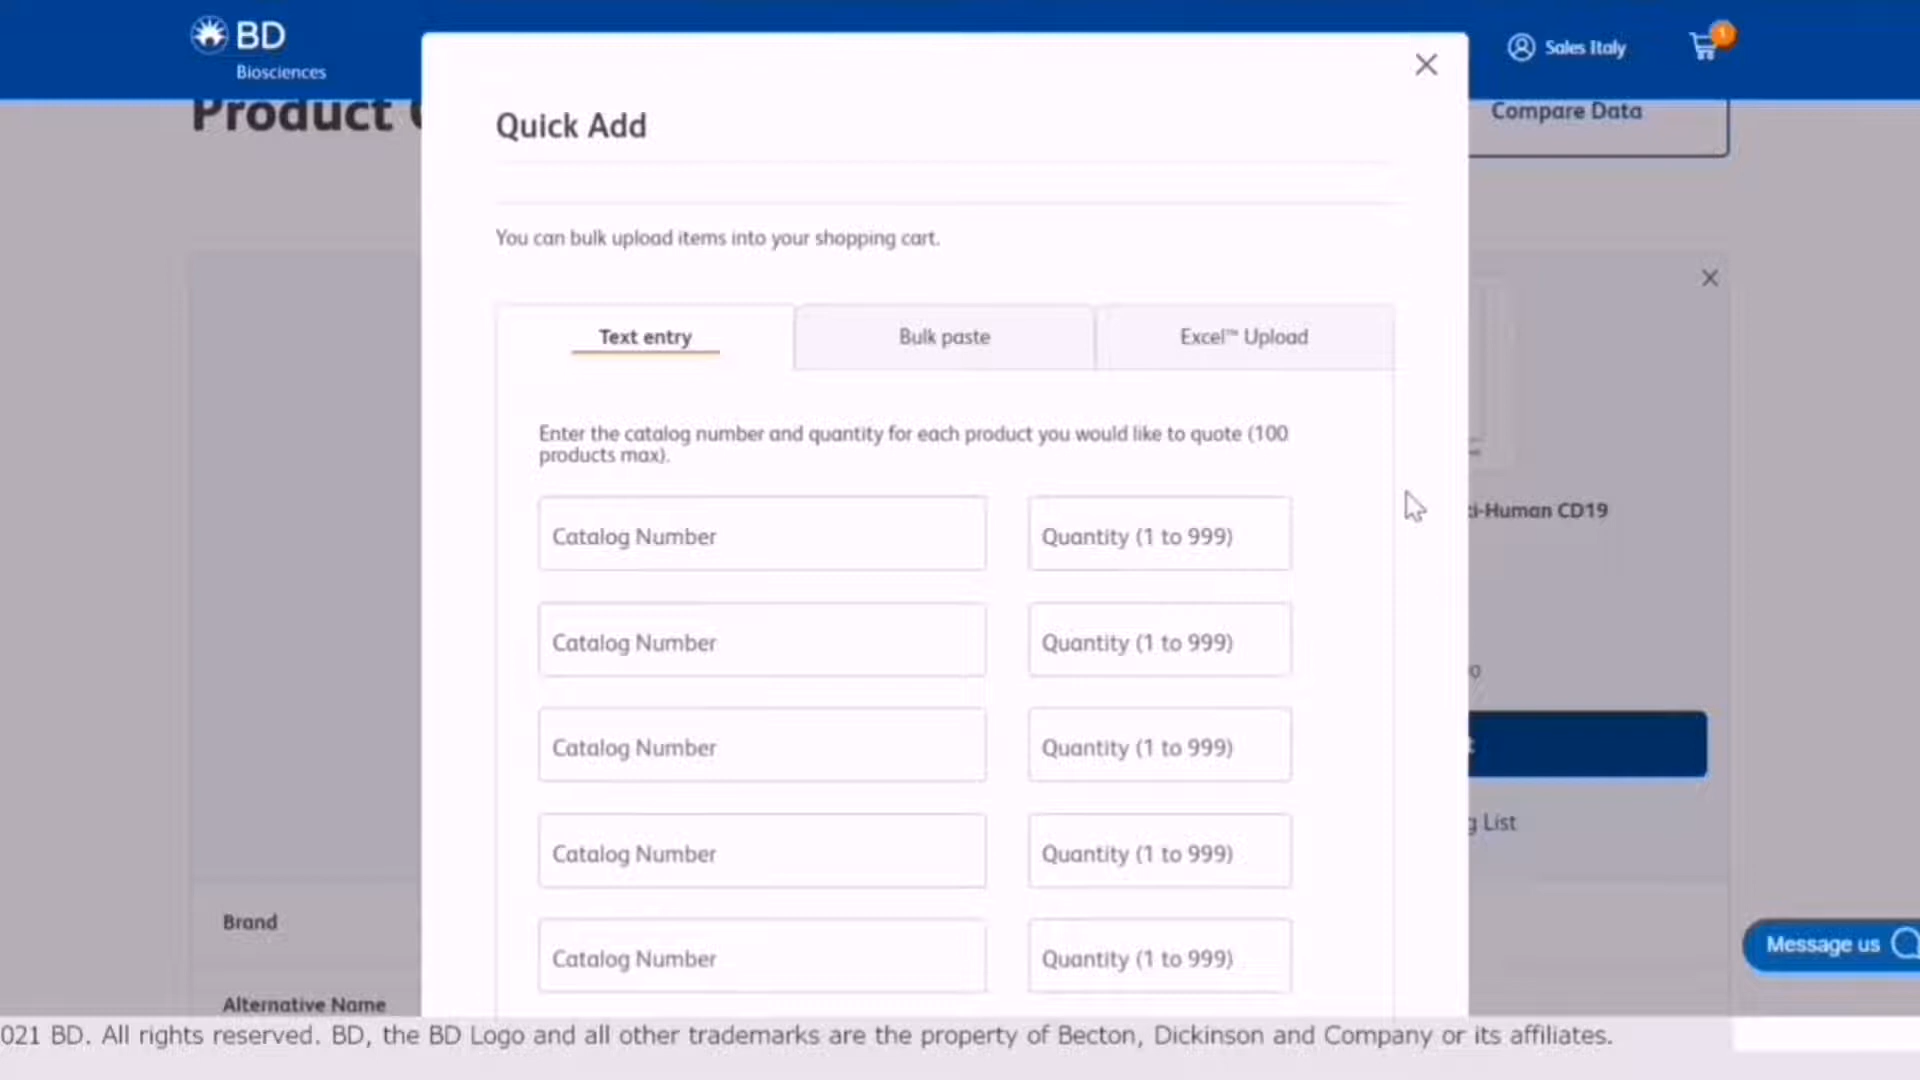 BD
Biosciences
Sales Italy
1
Product
Compare Data
Quick Add
You can bulk upload items into your shopping cart.
Text entry
Bulk paste
Excel™ Upload
Enter the catalog number and quantity for each product you would like to quote (100
products max).
Catalog Number
Quantity (1 to 999)
Catalog Number
Quantity (1 to 999)
Catalog Number
Quantity (1 to 999)
Catalog Number
Quantity (1 to 999)
Catalog Number
Quantity (1 to 999)
i-Human CD19
List
Brand
Alternative Name
Message us
021 BD. All rights reserved. BD, the BD Logo and all other trademarks are the property of Becton, Dickinson and Company or its affiliates.